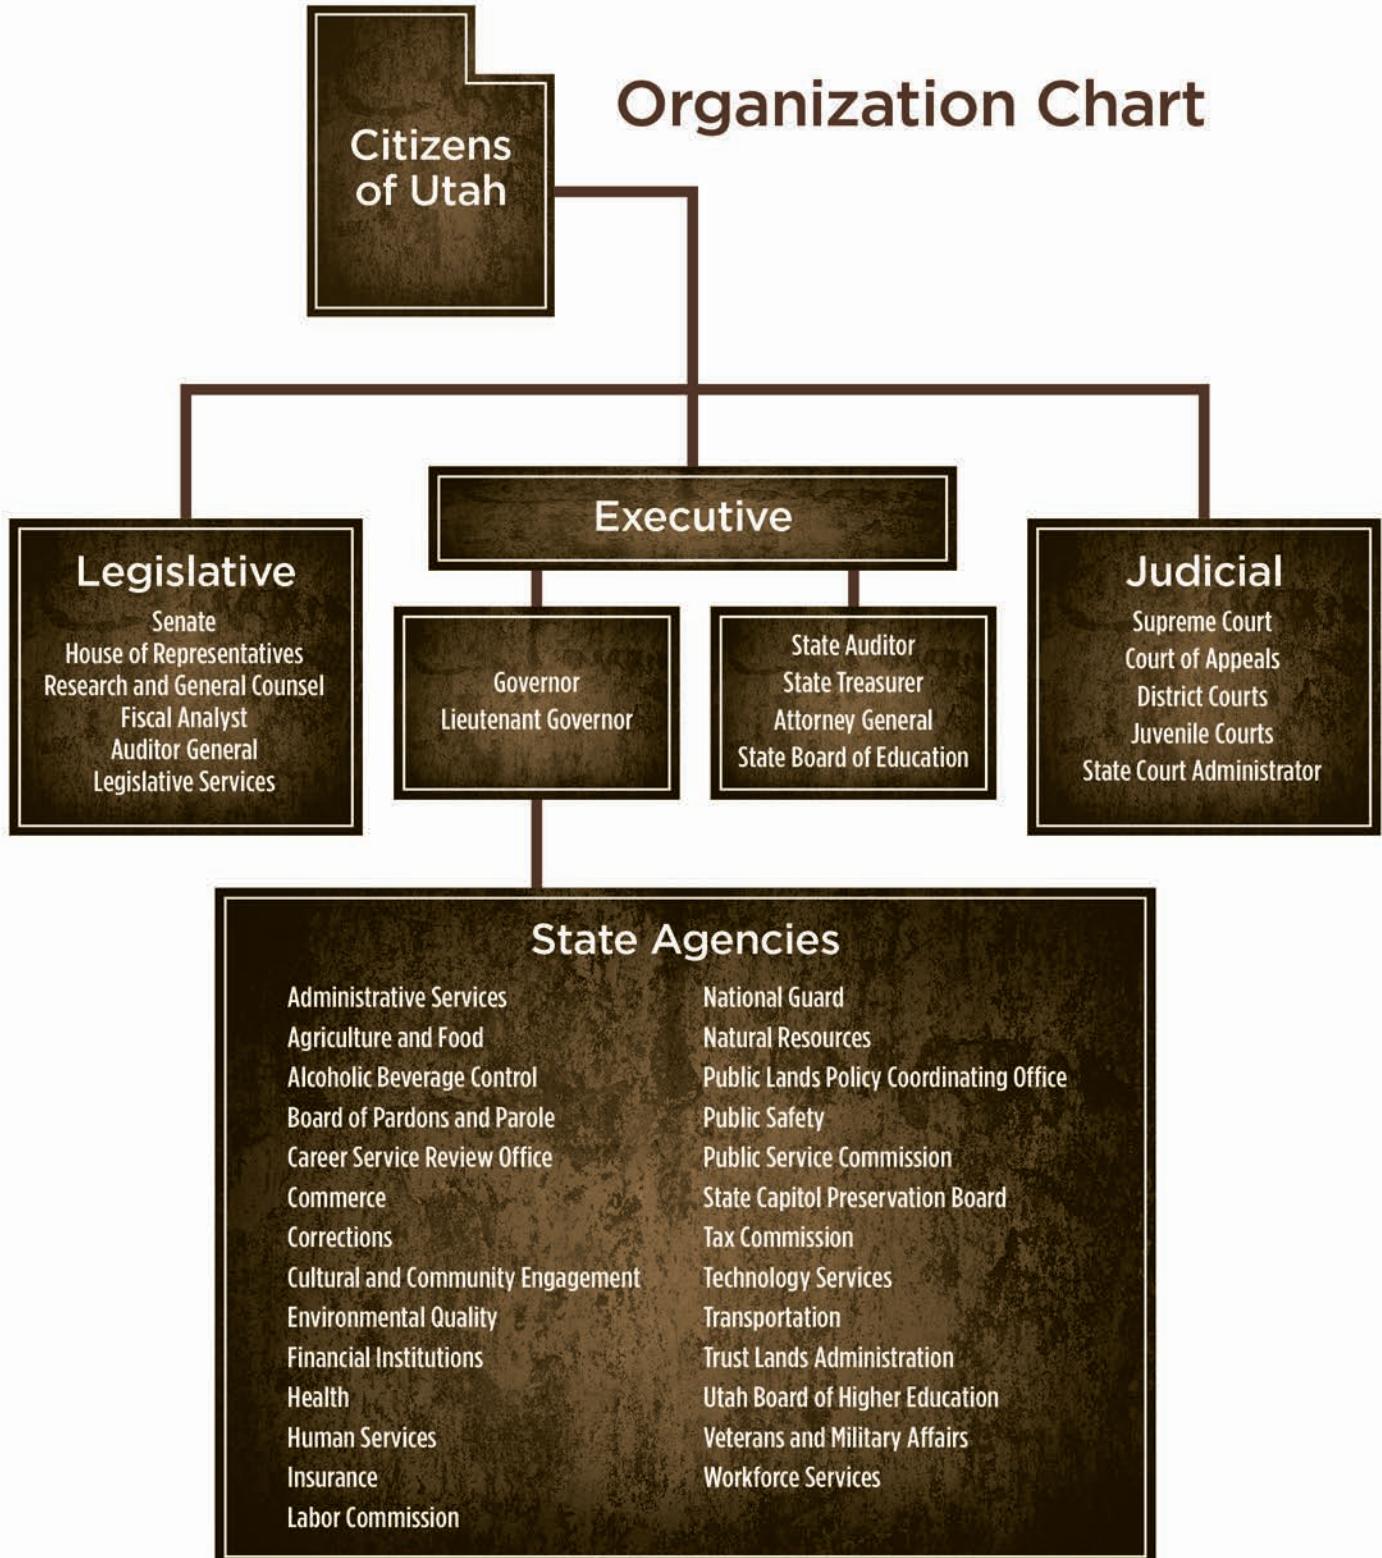 Organization Chart
Citizens
of Utah
Executive
Legislative
Senate
House of Representatives
Research and General Counsel
Fiscal Analyst
Auditor General
Legislative Services
Governor
Lieutenant Governor
State Auditor
State Treasurer
Attorney General
State Board of Education
Judicial
Supreme Court
Court of Appeals
District Courts
Juvenile Courts
State Court Administrator
State Agencies
Administrative Services
Agriculture and Food
Alcoholic Beverage Control
Board of Pardons and Parole
Career Service Review Office
Commerce
Corrections
Cultural and Community Engagement
Environmental Quality
Financial Institutions
Health
Human Services
Insurance
Labor Commission
National Guard
Natural Resources
Public Lands Policy Coordinating Office
Public Safety
Public Service Commission
State Capitol Preservation Board
Tax Commission
Technology Services
Transportation
Trust Lands Administration
Utah Board of Higher Education
Veterans and Military Affairs
Workforce Services